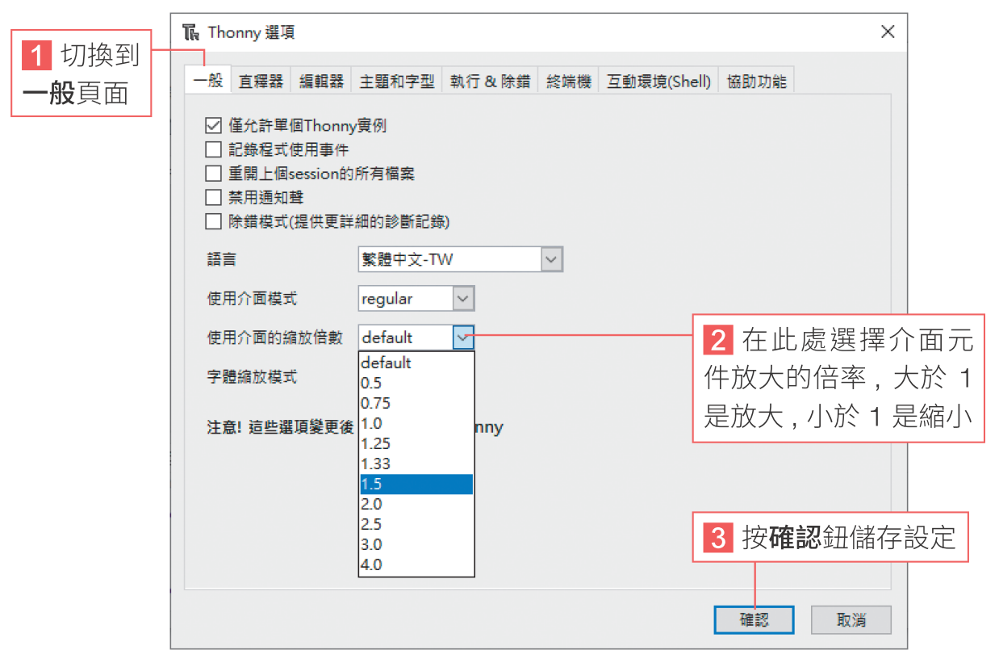 Thonny 選項
1 切換到
一般頁面
一般 直譯器 編輯器 主題和字型 執行 & 除錯 終端機 互動環境(Shell) 協助功能
僅允許單個Thonny實例
記錄程式使用事件
重開上個session的所有檔案
禁用通知聲
除錯模式(提供更詳細的診斷記錄)
語言 繁體中文-TW
使用介面模式 regular
使用介面的縮放倍數 default
字體縮放模式
default
0.5
0.75
1.0
1.25
1.33
1.5
2.0
2.5
3.0
4.0
注意! 這些選項變更後 nny
2 在此處選擇介面元
件放大的倍率，大於 1
是放大，小於 1 是縮小
3 按確認鈕儲存設定
確認 取消